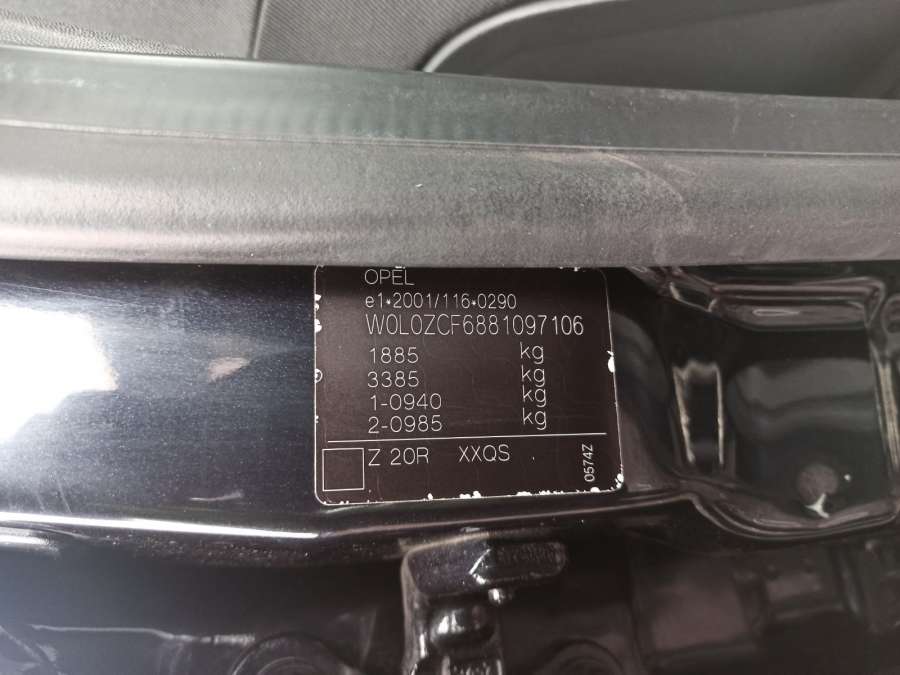 OPEL
e1*2001/116*0290
W0L0ZCF6881097106
1885 kg
3385 kg
1-0940 kg
2-0985 kg
Z 20R XXQS
0574Z